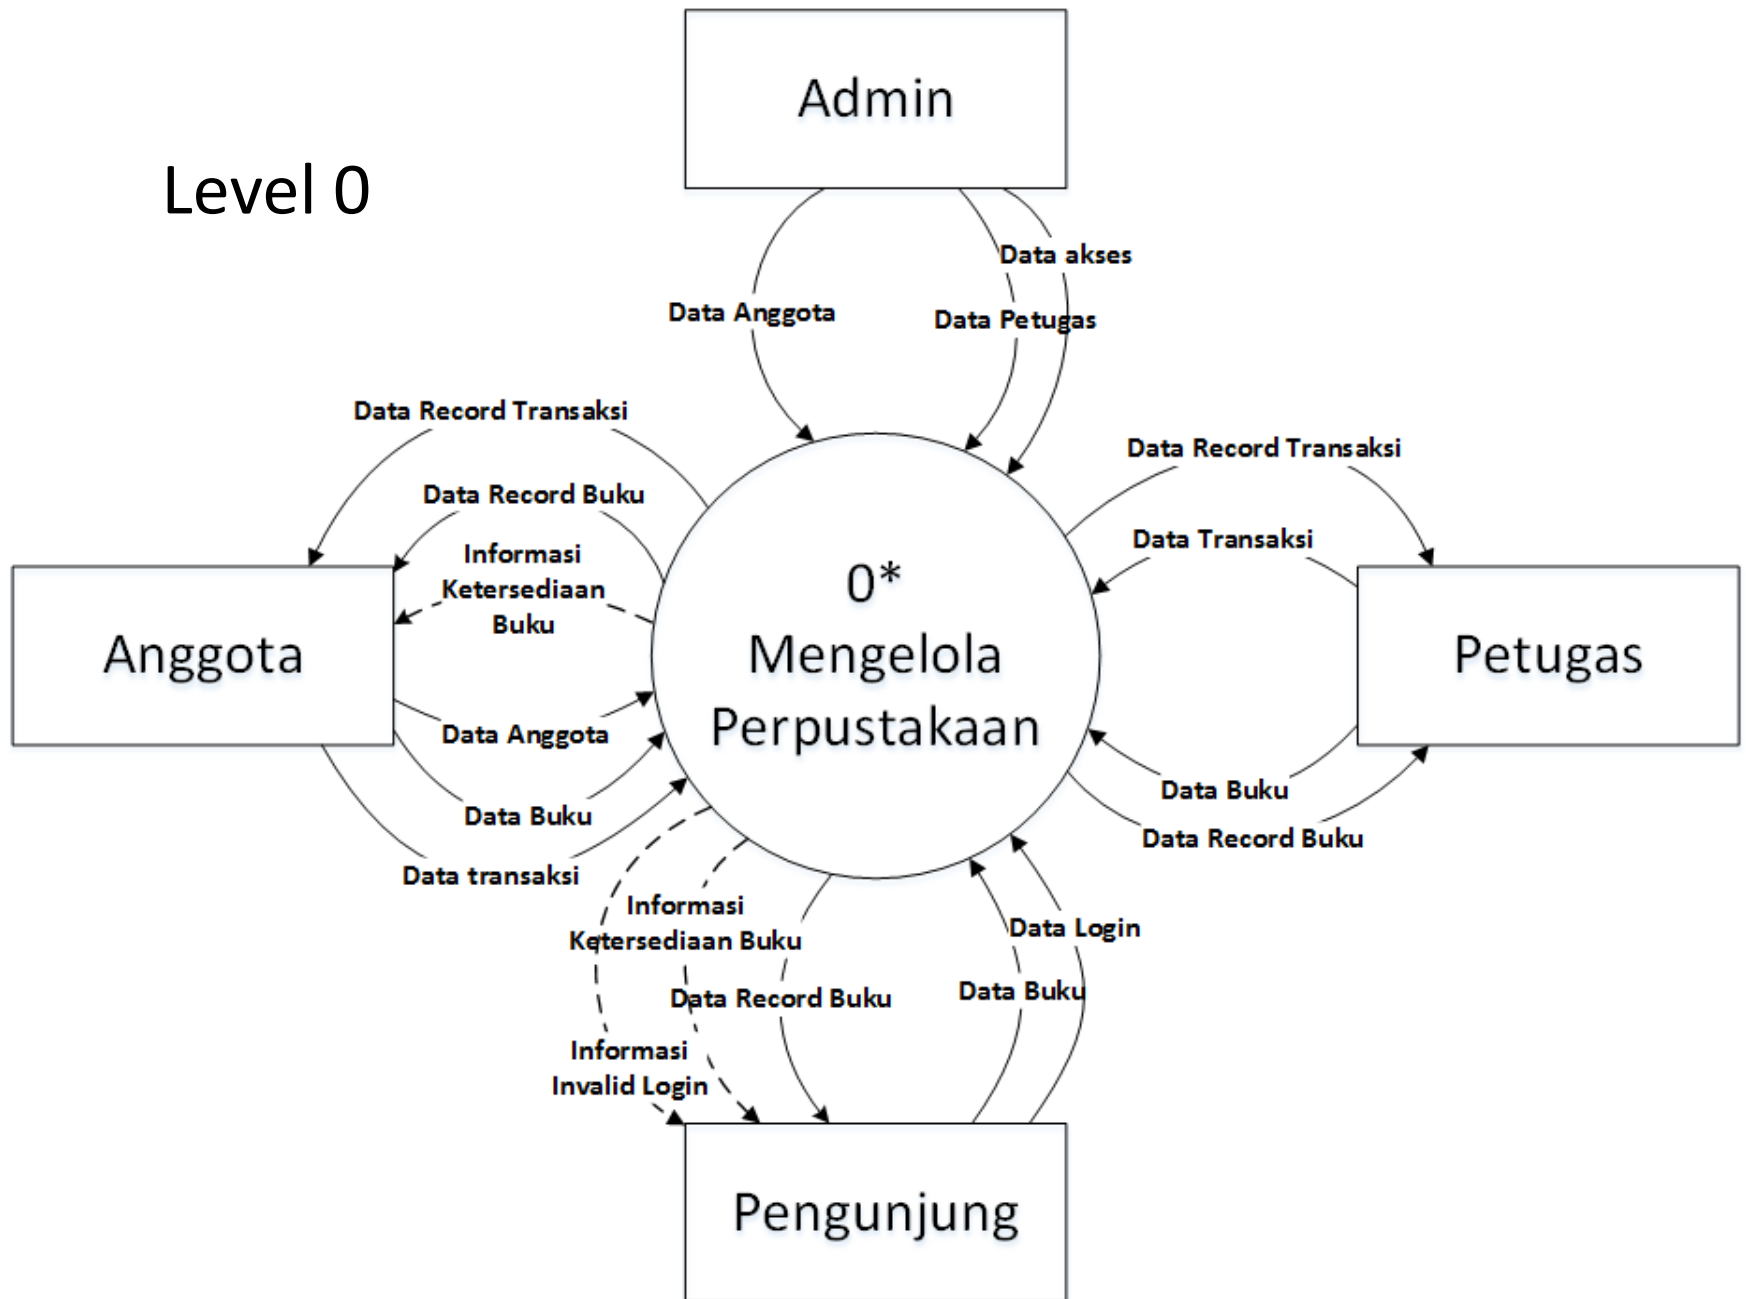 Admin
Level 0
Data akses
Data Anggota
Data Petugas
Data Record Transaksi
Data Record Transaksi
Data Record Buku
Data Transaksi
Informasi
Ketersediaan
Buku
0*
Mengelola
Perpustakaan
Anggota
Petugas
Data Anggota
Data Buku
Data transaksi
Data Buku
Data Record Buku
Informasi
Ketersediaan Buku
Data Login
Data Record Buku
Data Buku
Informasi
Invalid Login
Pengunjung